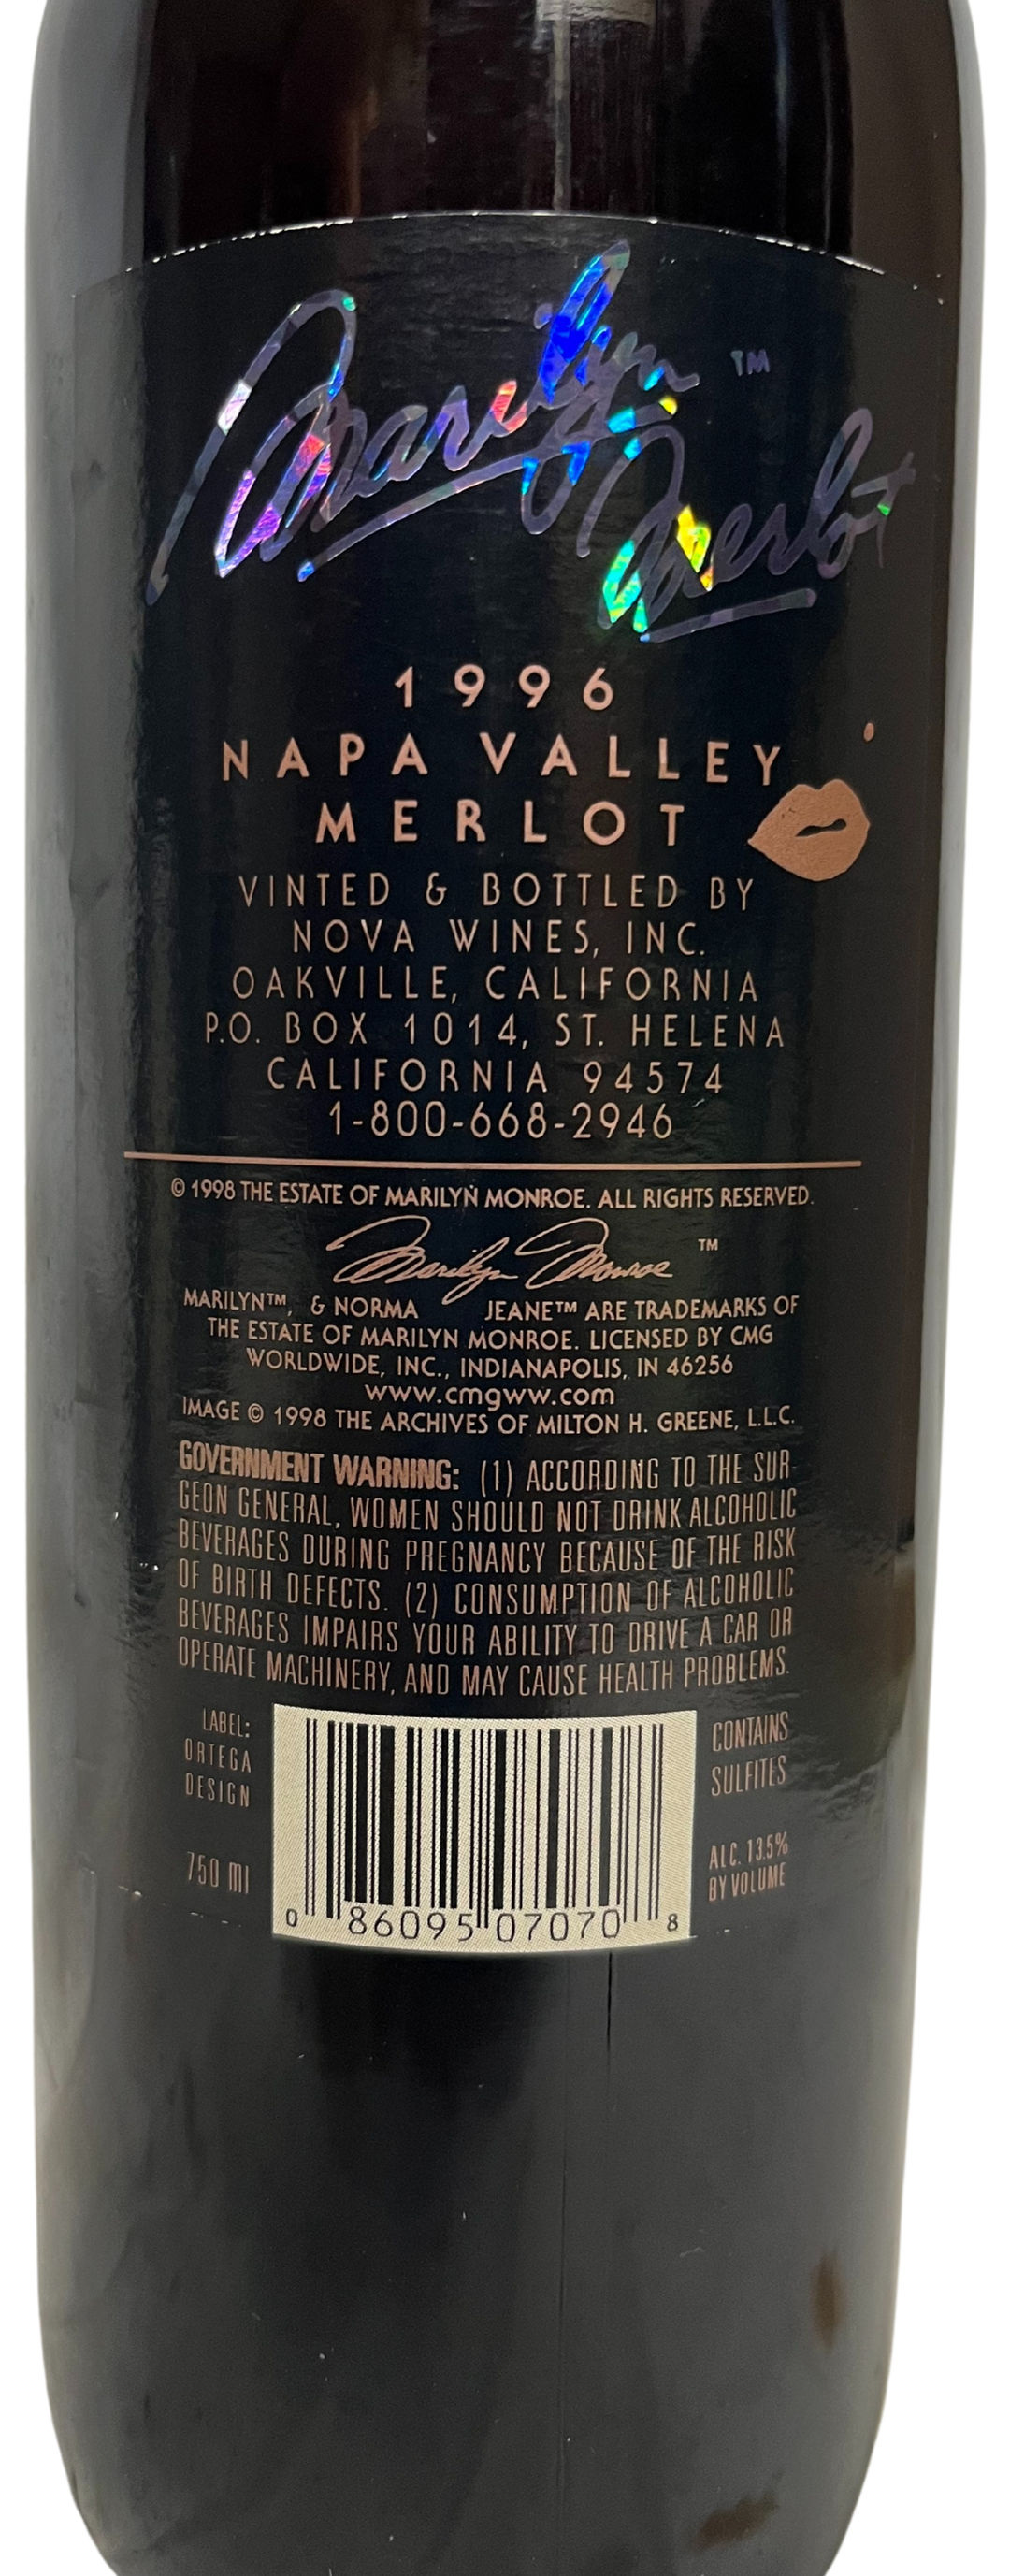 Marilyn ™
Merlot
1996
NAPA VALLEY
MERLOT
VINTED & BOTTLED BY
NOVA WINES, INC.
OAKVILLE, CALIFORNIA
P.O. BOX 1014, ST. HELENA
CALIFORNIA 94574
1-800-668-2946
© 1998 THE ESTATE OF MARILYN MONROE. ALL RIGHTS RESERVED.
Marilyn Monroe ™
MARILYN™, & NORMA JEANE™ ARE TRADEMARKS OF
THE ESTATE OF MARILYN MONROE. LICENSED BY CMG
WORLDWIDE, INC., INDIANAPOLIS, IN 46256
www.cmgww.com
IMAGE © 1998 THE ARCHIVES OF MILTON H. GREENE, L.L.C.
GOVERNMENT WARNING: (1) ACCORDING TO THE SUR-
GEON GENERAL, WOMEN SHOULD NOT DRINK ALCOHOLIC
BEVERAGES DURING PREGNANCY BECAUSE OF THE RISK
OF BIRTH DEFECTS. (2) CONSUMPTION OF ALCOHOLIC
BEVERAGES IMPAIRS YOUR ABILITY TO DRIVE A CAR OR
OPERATE MACHINERY, AND MAY CAUSE HEALTH PROBLEMS.
LABEL:
ORTEGA
DESIGN
750 ml
0 86095 07070 8
CONTAINS
SULFITES
ALC. 13.5%
BY VOLUME